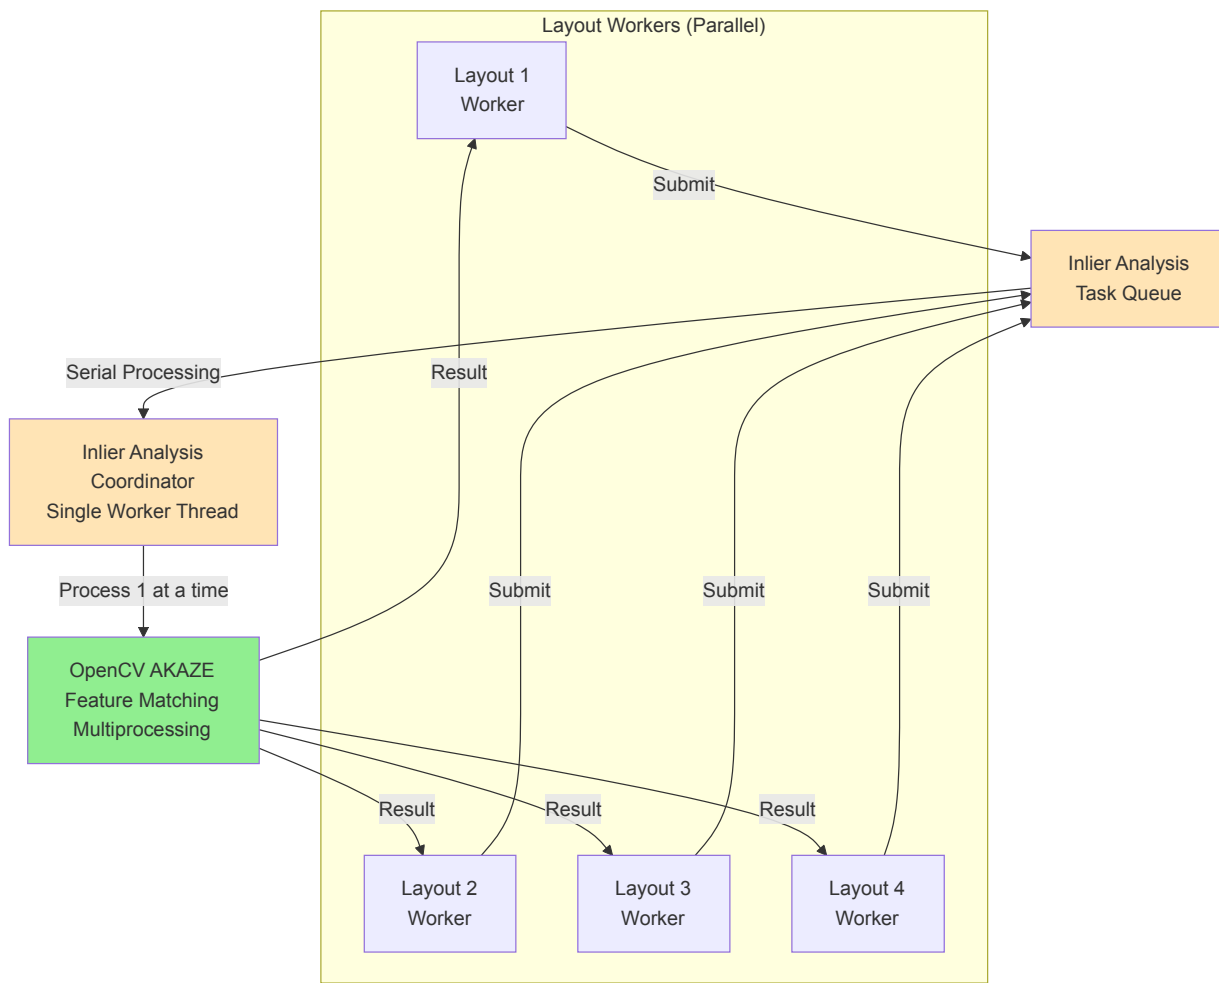 Layout Workers (Parallel)
Layout 1
Worker
Submit
Inlier Analysis
Task Queue
Serial Processing
Result
Inlier Analysis
Coordinator
Single Worker Thread
Process 1 at a time
Submit
Submit
Submit
OpenCV AKAZE
Feature Matching
Multiprocessing
Result
Result
Result
Layout 2
Worker
Layout 3
Worker
Layout 4
Worker